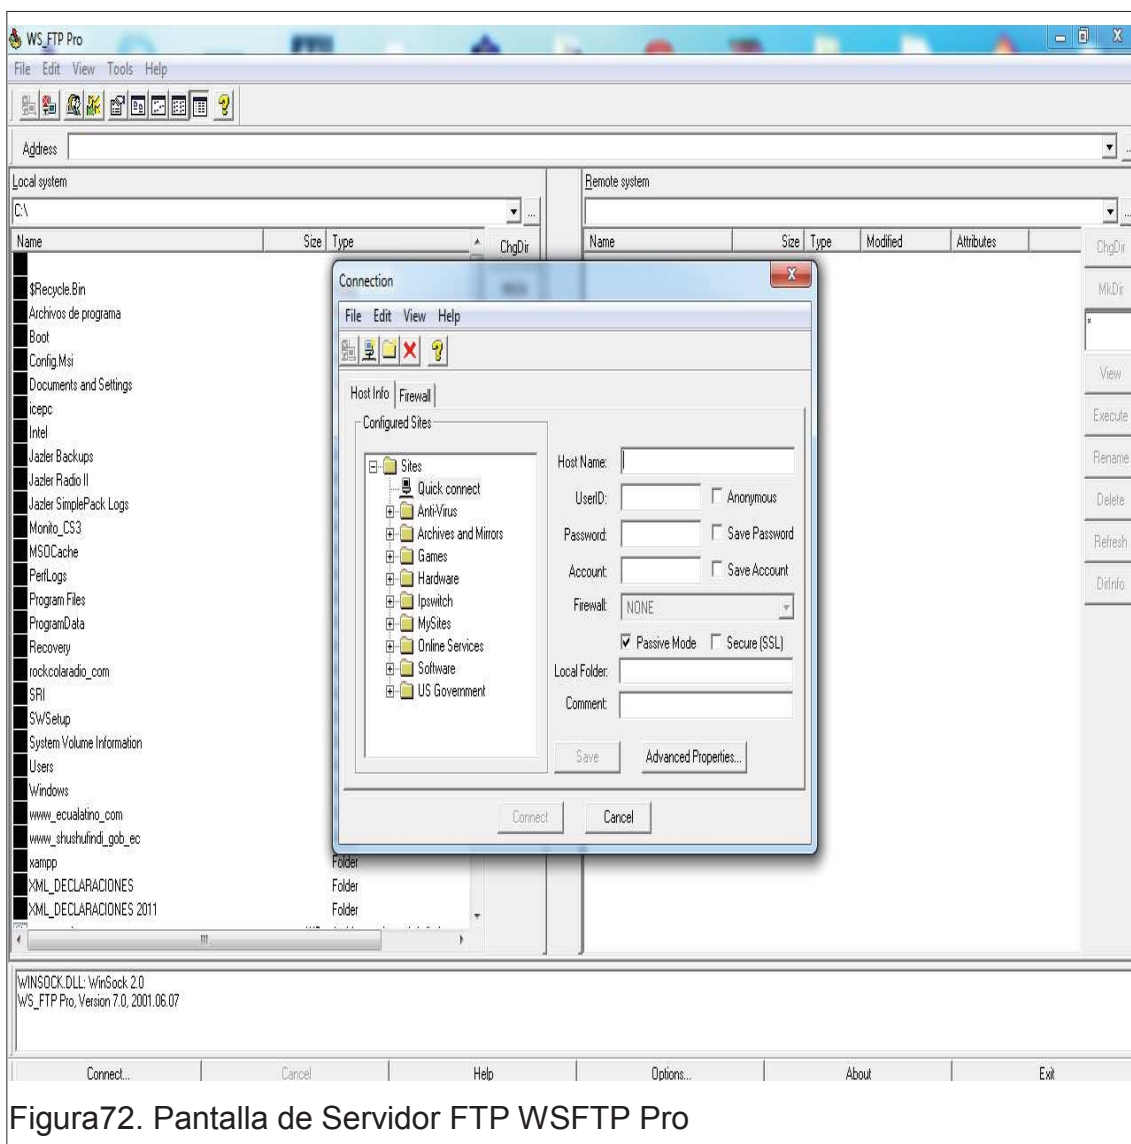 WS_FTP Pro
File Edit View Tools Help
Address
Local system
Remote system
C:\
...
Name Size Type
ChgDir
Name Size Type Modified Attributes
ChgDir
MkDir
*
View
Execute
Rename
Delete
Refresh
DirInfo
$Recycle.Bin
Archivos de programa
Boot
Config.Msi
Documents and Settings
icepc
Intel
Jazler Backups
Jazler Radio II
Jazler SimplePack Logs
Monito_CS3
MSOCache
PerfLogs
Program Files
ProgramData
Recovery
rockcolaradio_com
SRI
SWSetup
System Volume Information
Users
Windows
www_ecualatino_com
www_shushufindi_gob_ec
xampp Folder
XML_DECLARACIONES Folder
XML_DECLARACIONES 2011 Folder
Connection
File Edit View Help
Host Info Firewall
Configured Sites
Sites
Quick connect
Anti-Virus
Archives and Mirrors
Games
Hardware
Ipswitch
MySites
Online Services
Software
US Government
Host Name:
UserID: Anonymous
Password: Save Password
Account: Save Account
Firewall: NONE
Passive Mode Secure (SSL)
Local Folder:
Comment:
Save Advanced Properties...
Connect Cancel
WINSOCK.DLL: WinSock 2.0
WS_FTP Pro, Version 7.0, 2001.06.07
Connect... Cancel Help Options... About Exit
Figura72. Pantalla de Servidor FTP WSFTP Pro